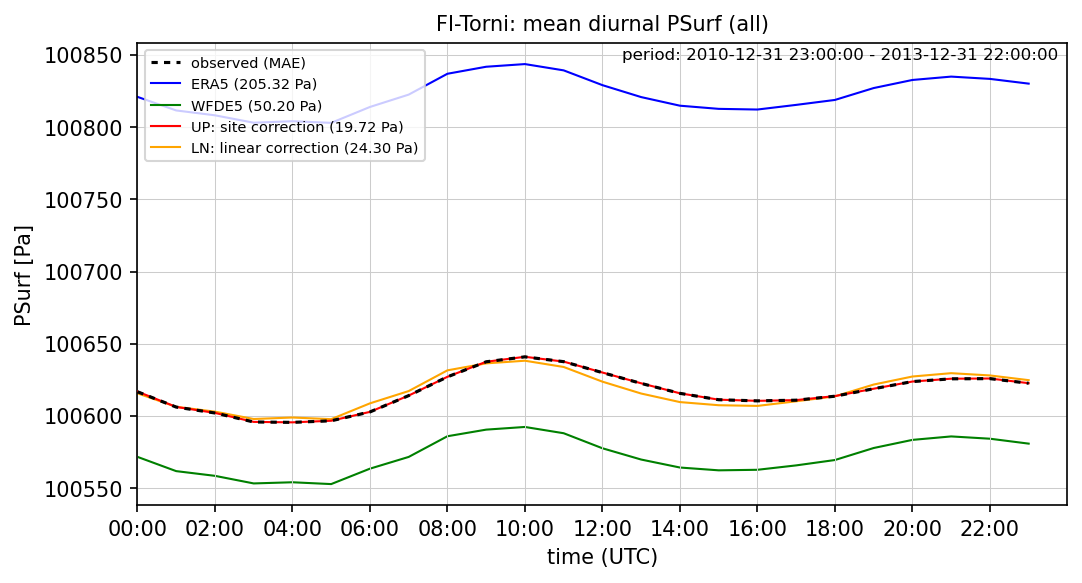 FI-Torni: mean diurnal PSurf (all)
period: 2010-12-31 23:00:00 - 2013-12-31 22:00:00
observed (MAE)
ERA5 (205.32 Pa)
WFDE5 (50.20 Pa)
UP: site correction (19.72 Pa)
LN: linear correction (24.30 Pa)
PSurf [Pa]
100850
100800
100750
100700
100650
100600
100550
00:00 02:00 04:00 06:00 08:00 10:00 12:00 14:00 16:00 18:00 20:00 22:00
time (UTC)